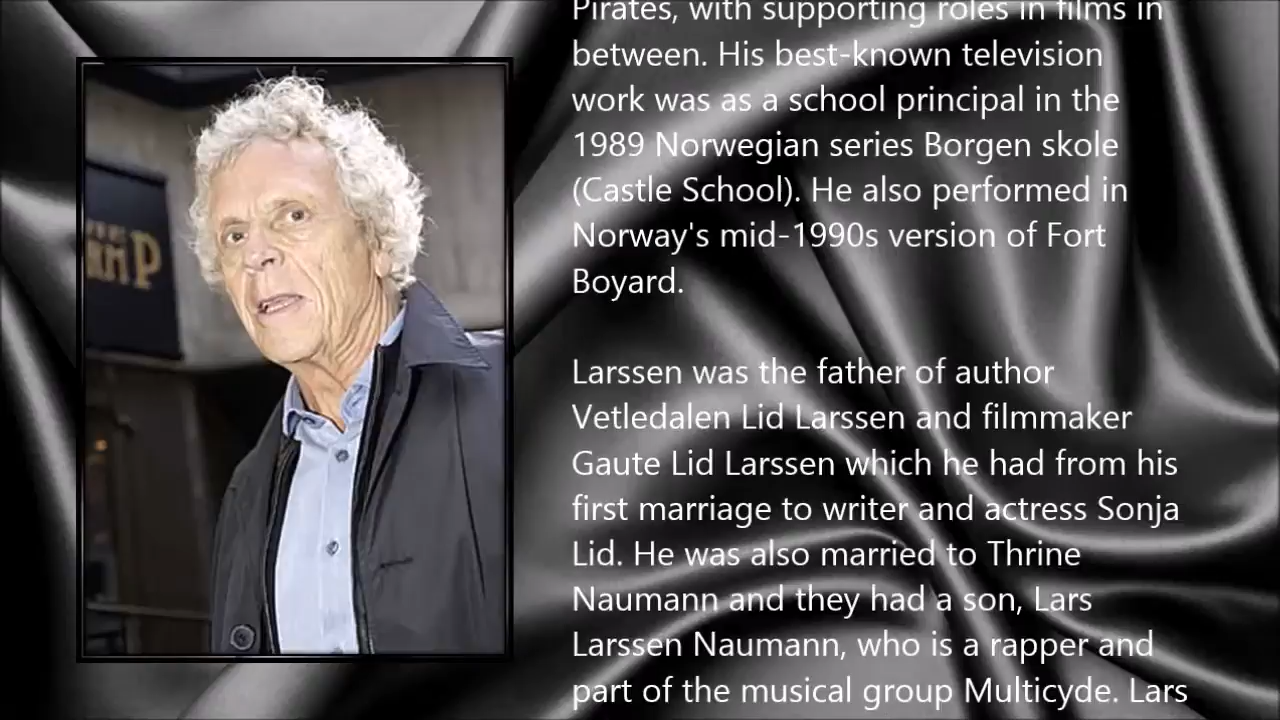 Pirates, with supporting roles in films in
between. His best-known television
work was as a school principal in the
1989 Norwegian series Borgen skole
(Castle School). He also performed in
Norway's mid-1990s version of Fort
Boyard.
Larssen was the father of author
Vetledalen Lid Larssen and filmmaker
Gaute Lid Larssen which he had from his
first marriage to writer and actress Sonja
Lid. He was also married to Thrine
Naumann and they had a son, Lars
Larssen Naumann, who is a rapper and
part of the musical group Multicyde. Lars